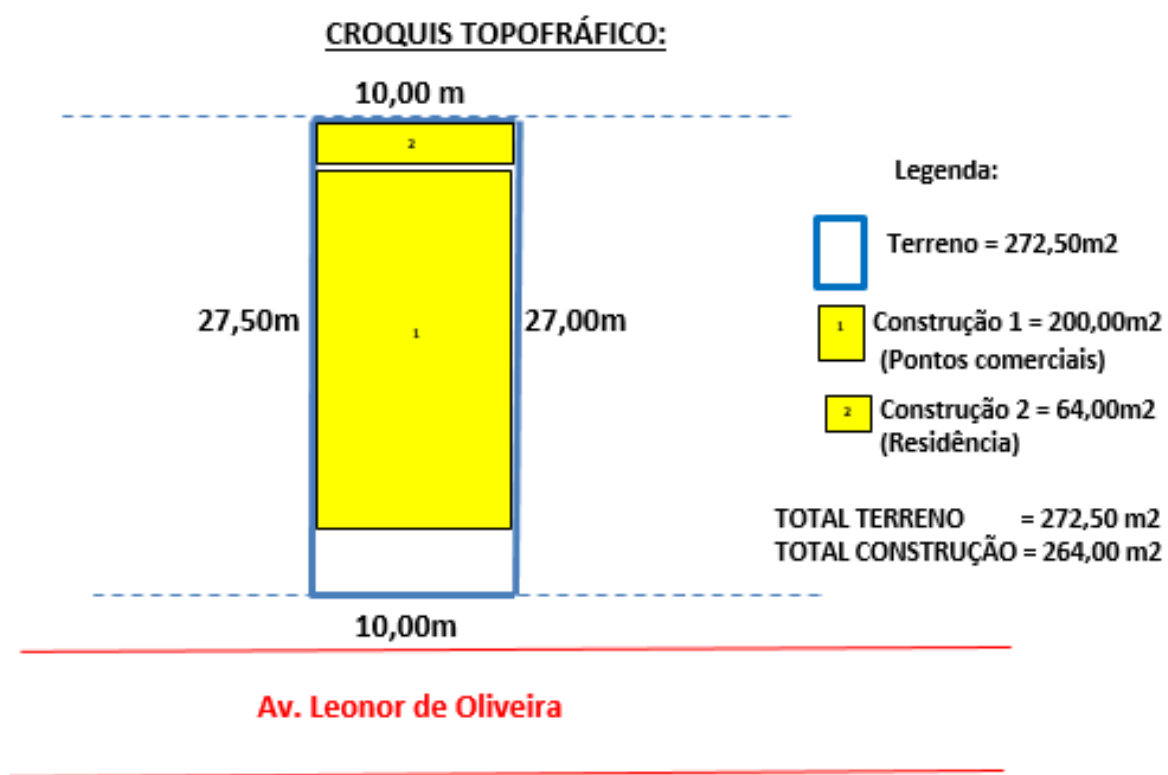 CROQUIS TOPOFRÁFICO:
10,00 m
2
Legenda:
Terreno = 272,50m2
27,50m
1
27,00m
1
Construção 1 = 200,00m2
(Pontos comerciais)
2
Construção 2 = 64,00m2
(Residência)
TOTAL TERRENO = 272,50 m2
TOTAL CONSTRUÇÃO = 264,00 m2
10,00m
Av. Leonor de Oliveira